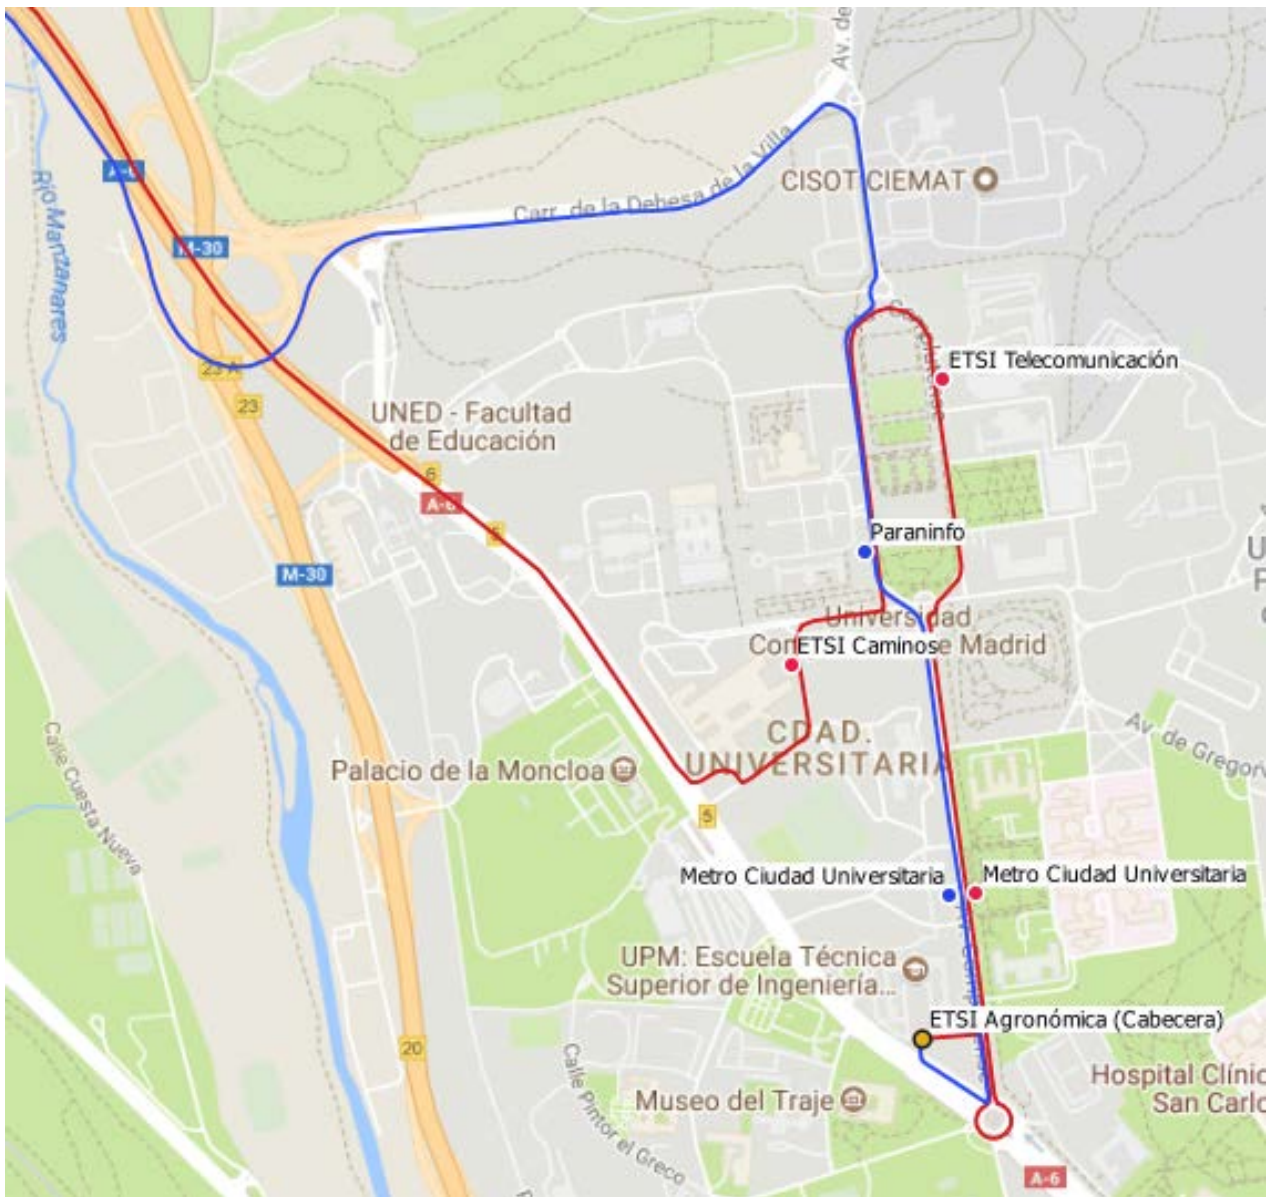 Av. de
Carr. de la Dehesa de la Villa
CISOT CIEMAT
A-6
M-30
Río Manzanares
23 A
23
ETSI Telecomunicación
UNED - Facultad
de Educación
6
A-6
5
Paraninfo
M-30
Universidad
ETSI Caminos
e Madrid
CDAD.
UNIVERSITARIA
Av. de Gregorio
Palacio de la Moncloa
5
Calle Cuesta Nueva
Metro Ciudad Universitaria
Metro Ciudad Universitaria
UPM: Escuela Técnica
Superior de Ingeniería...
ETSI Agronómica (Cabecera)
20
Calle Pintor el Greco
Museo del Traje
Hospital Clínic
San Carlo
A-6